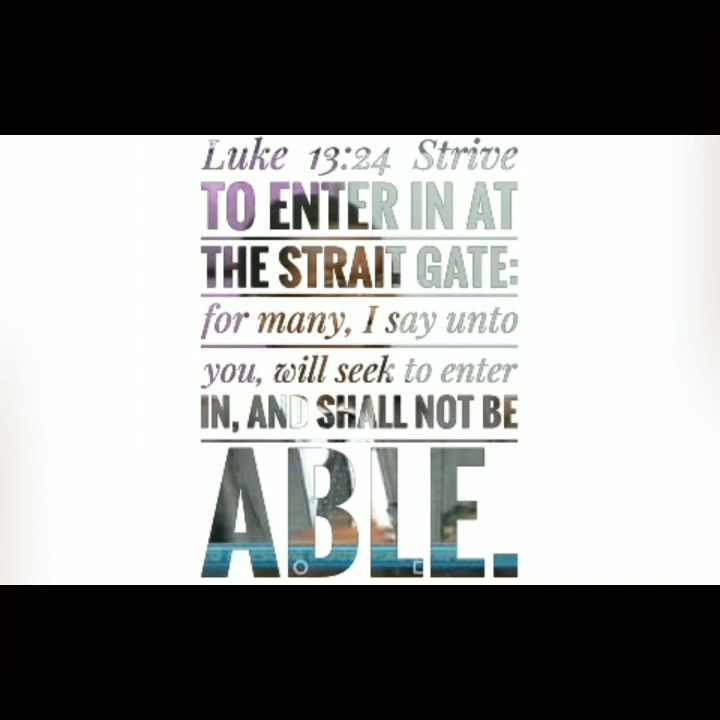 Luke 13:24 Strive
TO ENTER IN AT
THE STRAIT GATE:
for many, I say unto
you, will seek to enter
IN, AND SHALL NOT BE
ABLE.